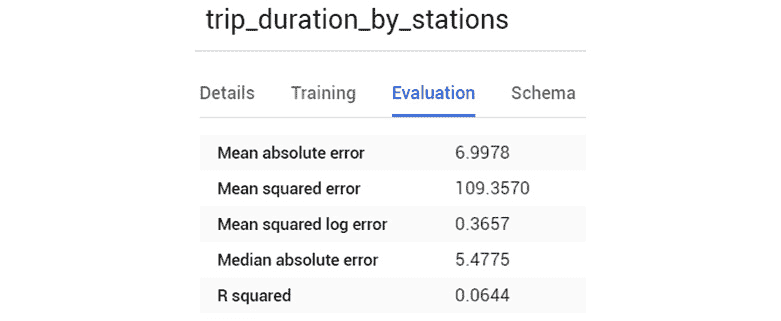 trip_duration_by_stations
Details Training Evaluation Schema
Mean absolute error 6.9978
Mean squared error 109.3570
Mean squared log error 0.3657
Median absolute error 5.4775
R squared 0.0644